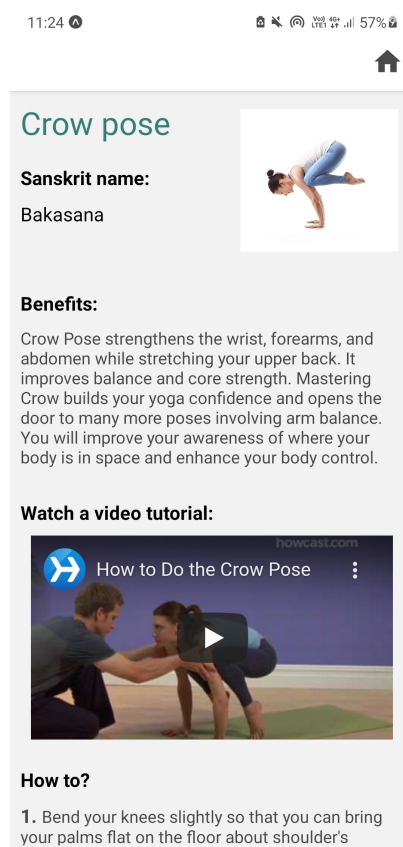 11:24
Vo)) 4G+
LTE1
57%
Crow pose
Sanskrit name:
Bakasana
Benefits:
Crow Pose strengthens the wrist, forearms, and
abdomen while stretching your upper back. It
improves balance and core strength. Mastering
Crow builds your yoga confidence and opens the
door to many more poses involving arm balance.
You will improve your awareness of where your
body is in space and enhance your body control.
Watch a video tutorial:
howcast.com
How to Do the Crow Pose
How to?
1. Bend your knees slightly so that you can bring
your palms flat on the floor about shoulder's